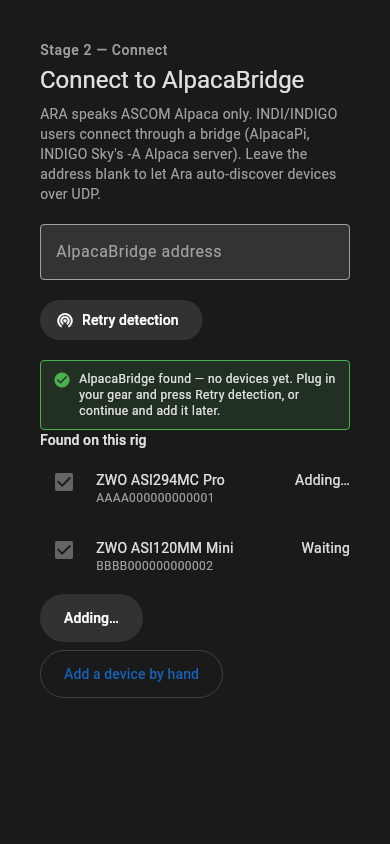 Stage 2 — Connect
Connect to AlpacaBridge
ARA speaks ASCOM Alpaca only. INDI/INDIGO
users connect through a bridge (AlpacaPi,
INDIGO Sky's -A Alpaca server). Leave the
address blank to let Ara auto-discover devices
over UDP.
AlpacaBridge address
Retry detection
AlpacaBridge found — no devices yet. Plug in
your gear and press Retry detection, or
continue and add it later.
Found on this rig
ZWO ASI294MC Pro
Adding…
AAAA000000000001
ZWO ASI120MM Mini
Waiting
BBBB000000000002
Adding…
Add a device by hand